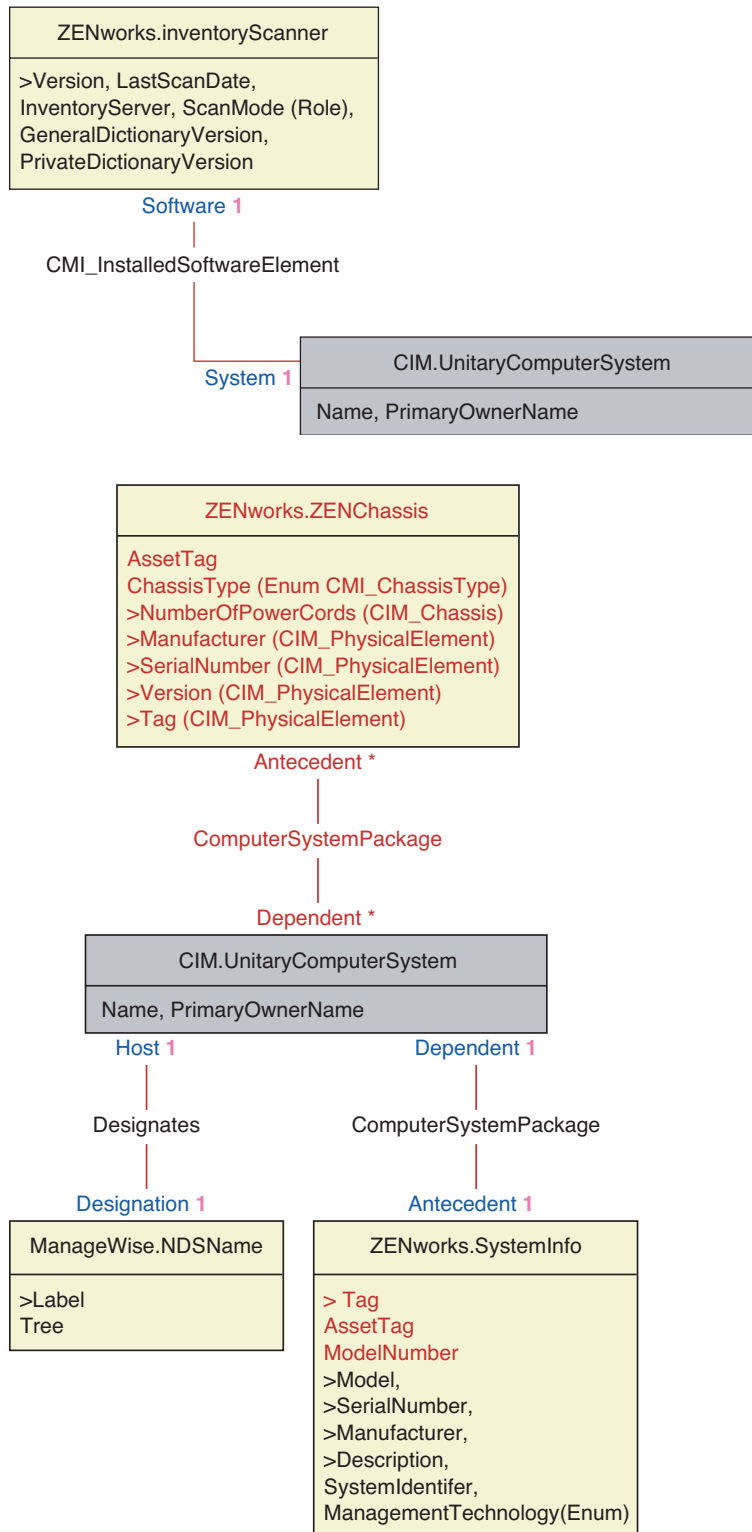 ZENworks.inventoryScanner
>Version, LastScanDate,
InventoryServer, ScanMode (Role),
GeneralDictionaryVersion,
PrivateDictionaryVersion
Software 1
CMI_InstalledSoftwareElement
System 1
CIM.UnitaryComputerSystem
Name, PrimaryOwnerName
ZENworks.ZENChassis
AssetTag
ChassisType (Enum CMI_ChassisType)
>NumberOfPowerCords (CIM_Chassis)
>Manufacturer (CIM_PhysicalElement)
>SerialNumber (CIM_PhysicalElement)
>Version (CIM_PhysicalElement)
>Tag (CIM_PhysicalElement)
Antecedent *
ComputerSystemPackage
Dependent *
CIM.UnitaryComputerSystem
Name, PrimaryOwnerName
Host 1
Dependent 1
Designates
ComputerSystemPackage
Designation 1
Antecedent 1
ManageWise.NDSName
>Label
Tree
ZENworks.SystemInfo
> Tag
AssetTag
ModelNumber
>Model,
>SerialNumber,
>Manufacturer,
>Description,
SystemIdentifer,
ManagementTechnology(Enum)